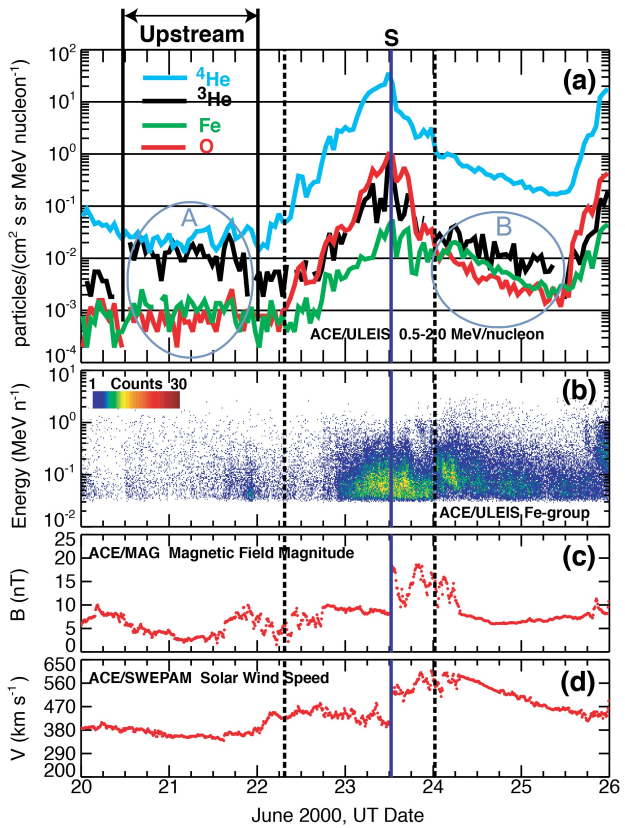 Upstream
S
(a)
⁴He
³He
Fe
O
A
B
ACE/ULEIS 0.5-2.0 MeV/nucleon
particles/(cm² s sr MeV nucleon⁻¹)
10²
10¹
10⁰
10⁻¹
10⁻²
10⁻³
10⁻⁴
(b)
1 Counts 30
ACE/ULEIS Fe-group
Energy (MeV n⁻¹)
10¹
10⁰
10⁻¹
10⁻²
(c)
ACE/MAG Magnetic Field Magnitude
B (nT)
25
20
15
10
5
0
(d)
ACE/SWEPAM Solar Wind Speed
V (km s⁻¹)
650
560
470
380
290
200
20 21 22 23 24 25 26
June 2000, UT Date